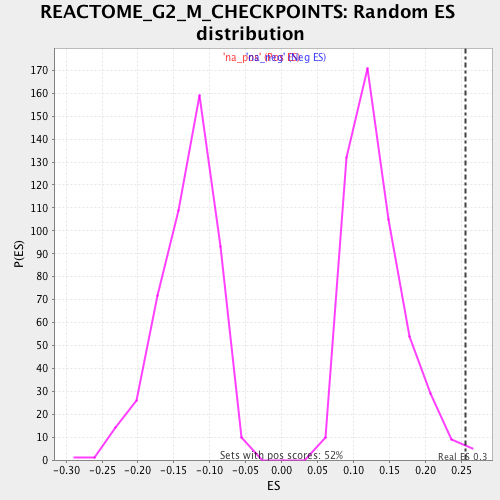 REACTOME_G2_M_CHECKPOINTS: Random ES
distribution
'na_pos' (Pos ES) 'na_neg' (Neg ES)
170
160
150
140
130
120
110
100
90
80
70
60
50
40
30
20
10
0
P(ES)
Sets with pos scores: 52%
Real ES 0.3
-0.30 -0.25 -0.20 -0.15 -0.10 -0.05 0.00 0.05 0.10 0.15 0.20 0.25
ES